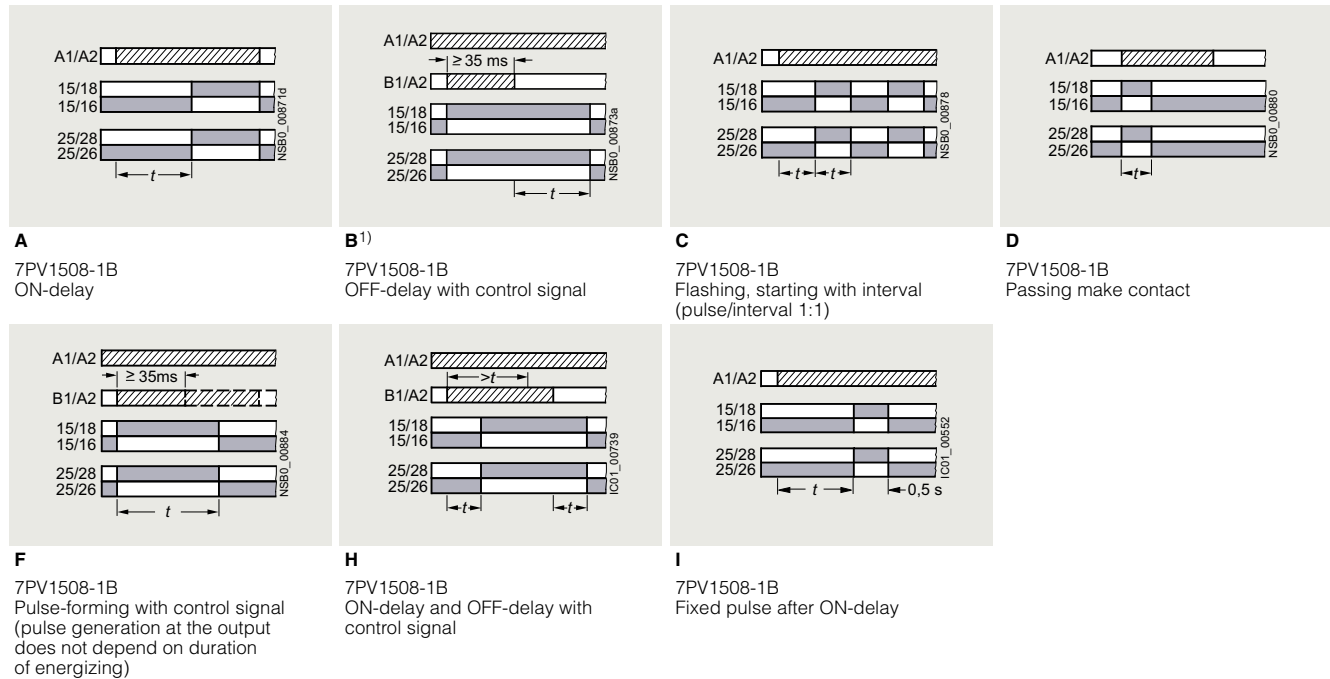 A1/A2
15/18
15/16
25/28
25/26
t
NSB0_00871d
A
7PV1508-1B
ON-delay
A1/A2
≥ 35 ms
B1/A2
15/18
15/16
25/28
25/26
t
NSB0_00873a
B1)
7PV1508-1B
OFF-delay with control signal
A1/A2
15/18
15/16
25/28
25/26
t t
NSB0_00878
C
7PV1508-1B
Flashing, starting with interval
(pulse/interval 1:1)
A1/A2
15/18
15/16
25/28
25/26
t
NSB0_00880
D
7PV1508-1B
Passing make contact
A1/A2
≥ 35ms
B1/A2
15/18
15/16
25/28
25/26
t
NSB0_00884
F
7PV1508-1B
Pulse-forming with control signal
(pulse generation at the output
does not depend on duration
of energizing)
A1/A2
>t
B1/A2
15/18
15/16
25/28
25/26
t t
IC01_00739
H
7PV1508-1B
ON-delay and OFF-delay with
control signal
A1/A2
15/18
15/16
25/28
25/26
t 0,5 s
IC01_00552
I
7PV1508-1B
Fixed pulse after ON-delay